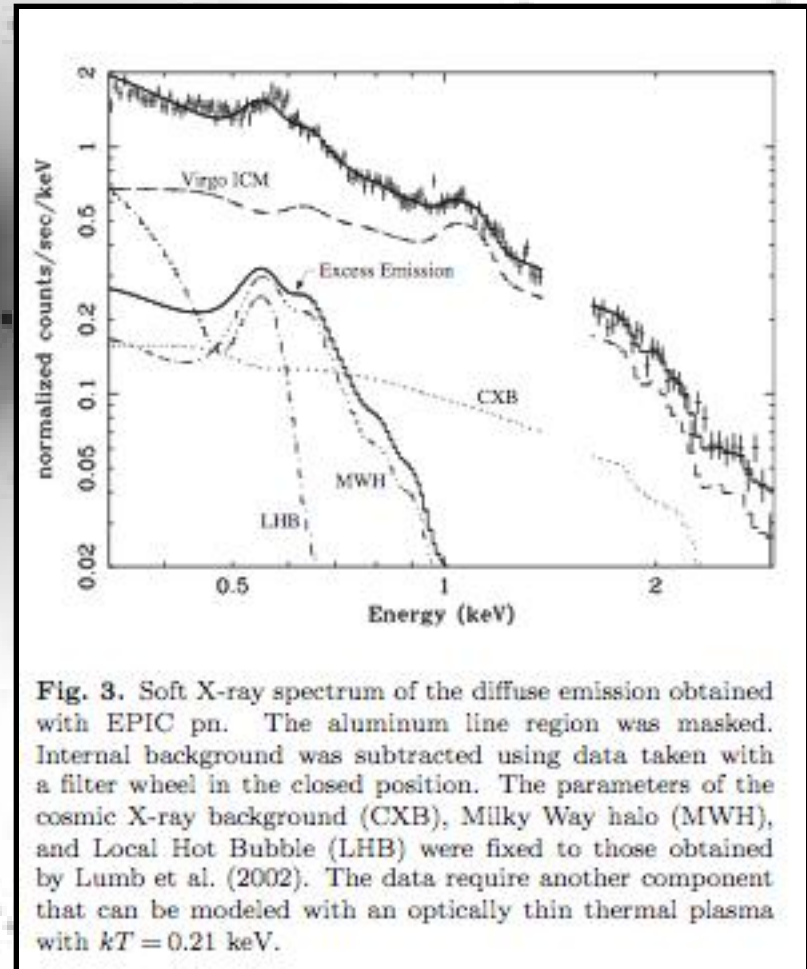 normalized counts/sec/keV
2
1
0.5
0.2
0.1
0.05
0.02
Virgo ICM
Excess Emission
CXB
MWH
LHB
0.5
1
2
Energy (keV)
Fig. 3. Soft X-ray spectrum of the diffuse emission obtained
with EPIC pn. The aluminum line region was masked.
Internal background was subtracted using data taken with
a filter wheel in the closed position. The parameters of the
cosmic X-ray background (CXB), Milky Way halo (MWH),
and Local Hot Bubble (LHB) were fixed to those obtained
by Lumb et al. (2002). The data require another component
that can be modeled with an optically thin thermal plasma
with kT = 0.21 keV.